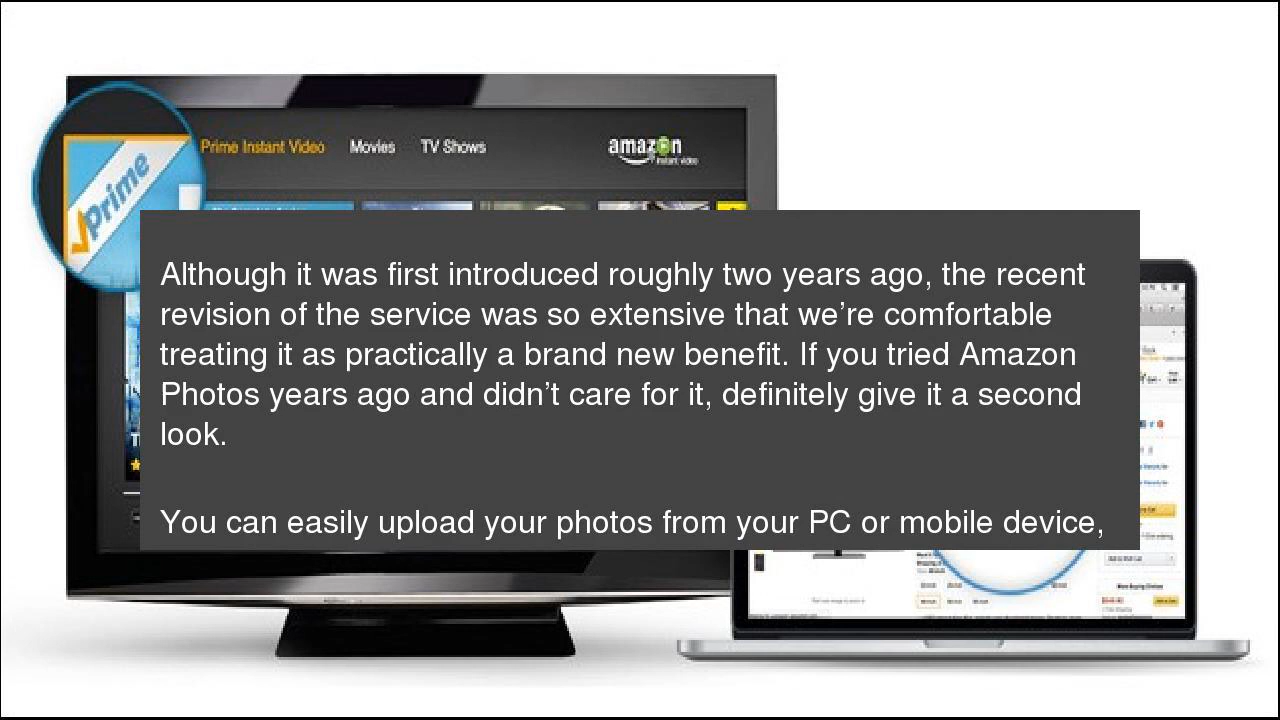 Prime Instant Video Movies TV Shows
amazon
instant video
Prime
Although it was first introduced roughly two years ago, the recent
revision of the service was so extensive that we’re comfortable
treating it as practically a brand new benefit. If you tried Amazon
Photos years ago and didn’t care for it, definitely give it a second
look.
You can easily upload your photos from your PC or mobile device,